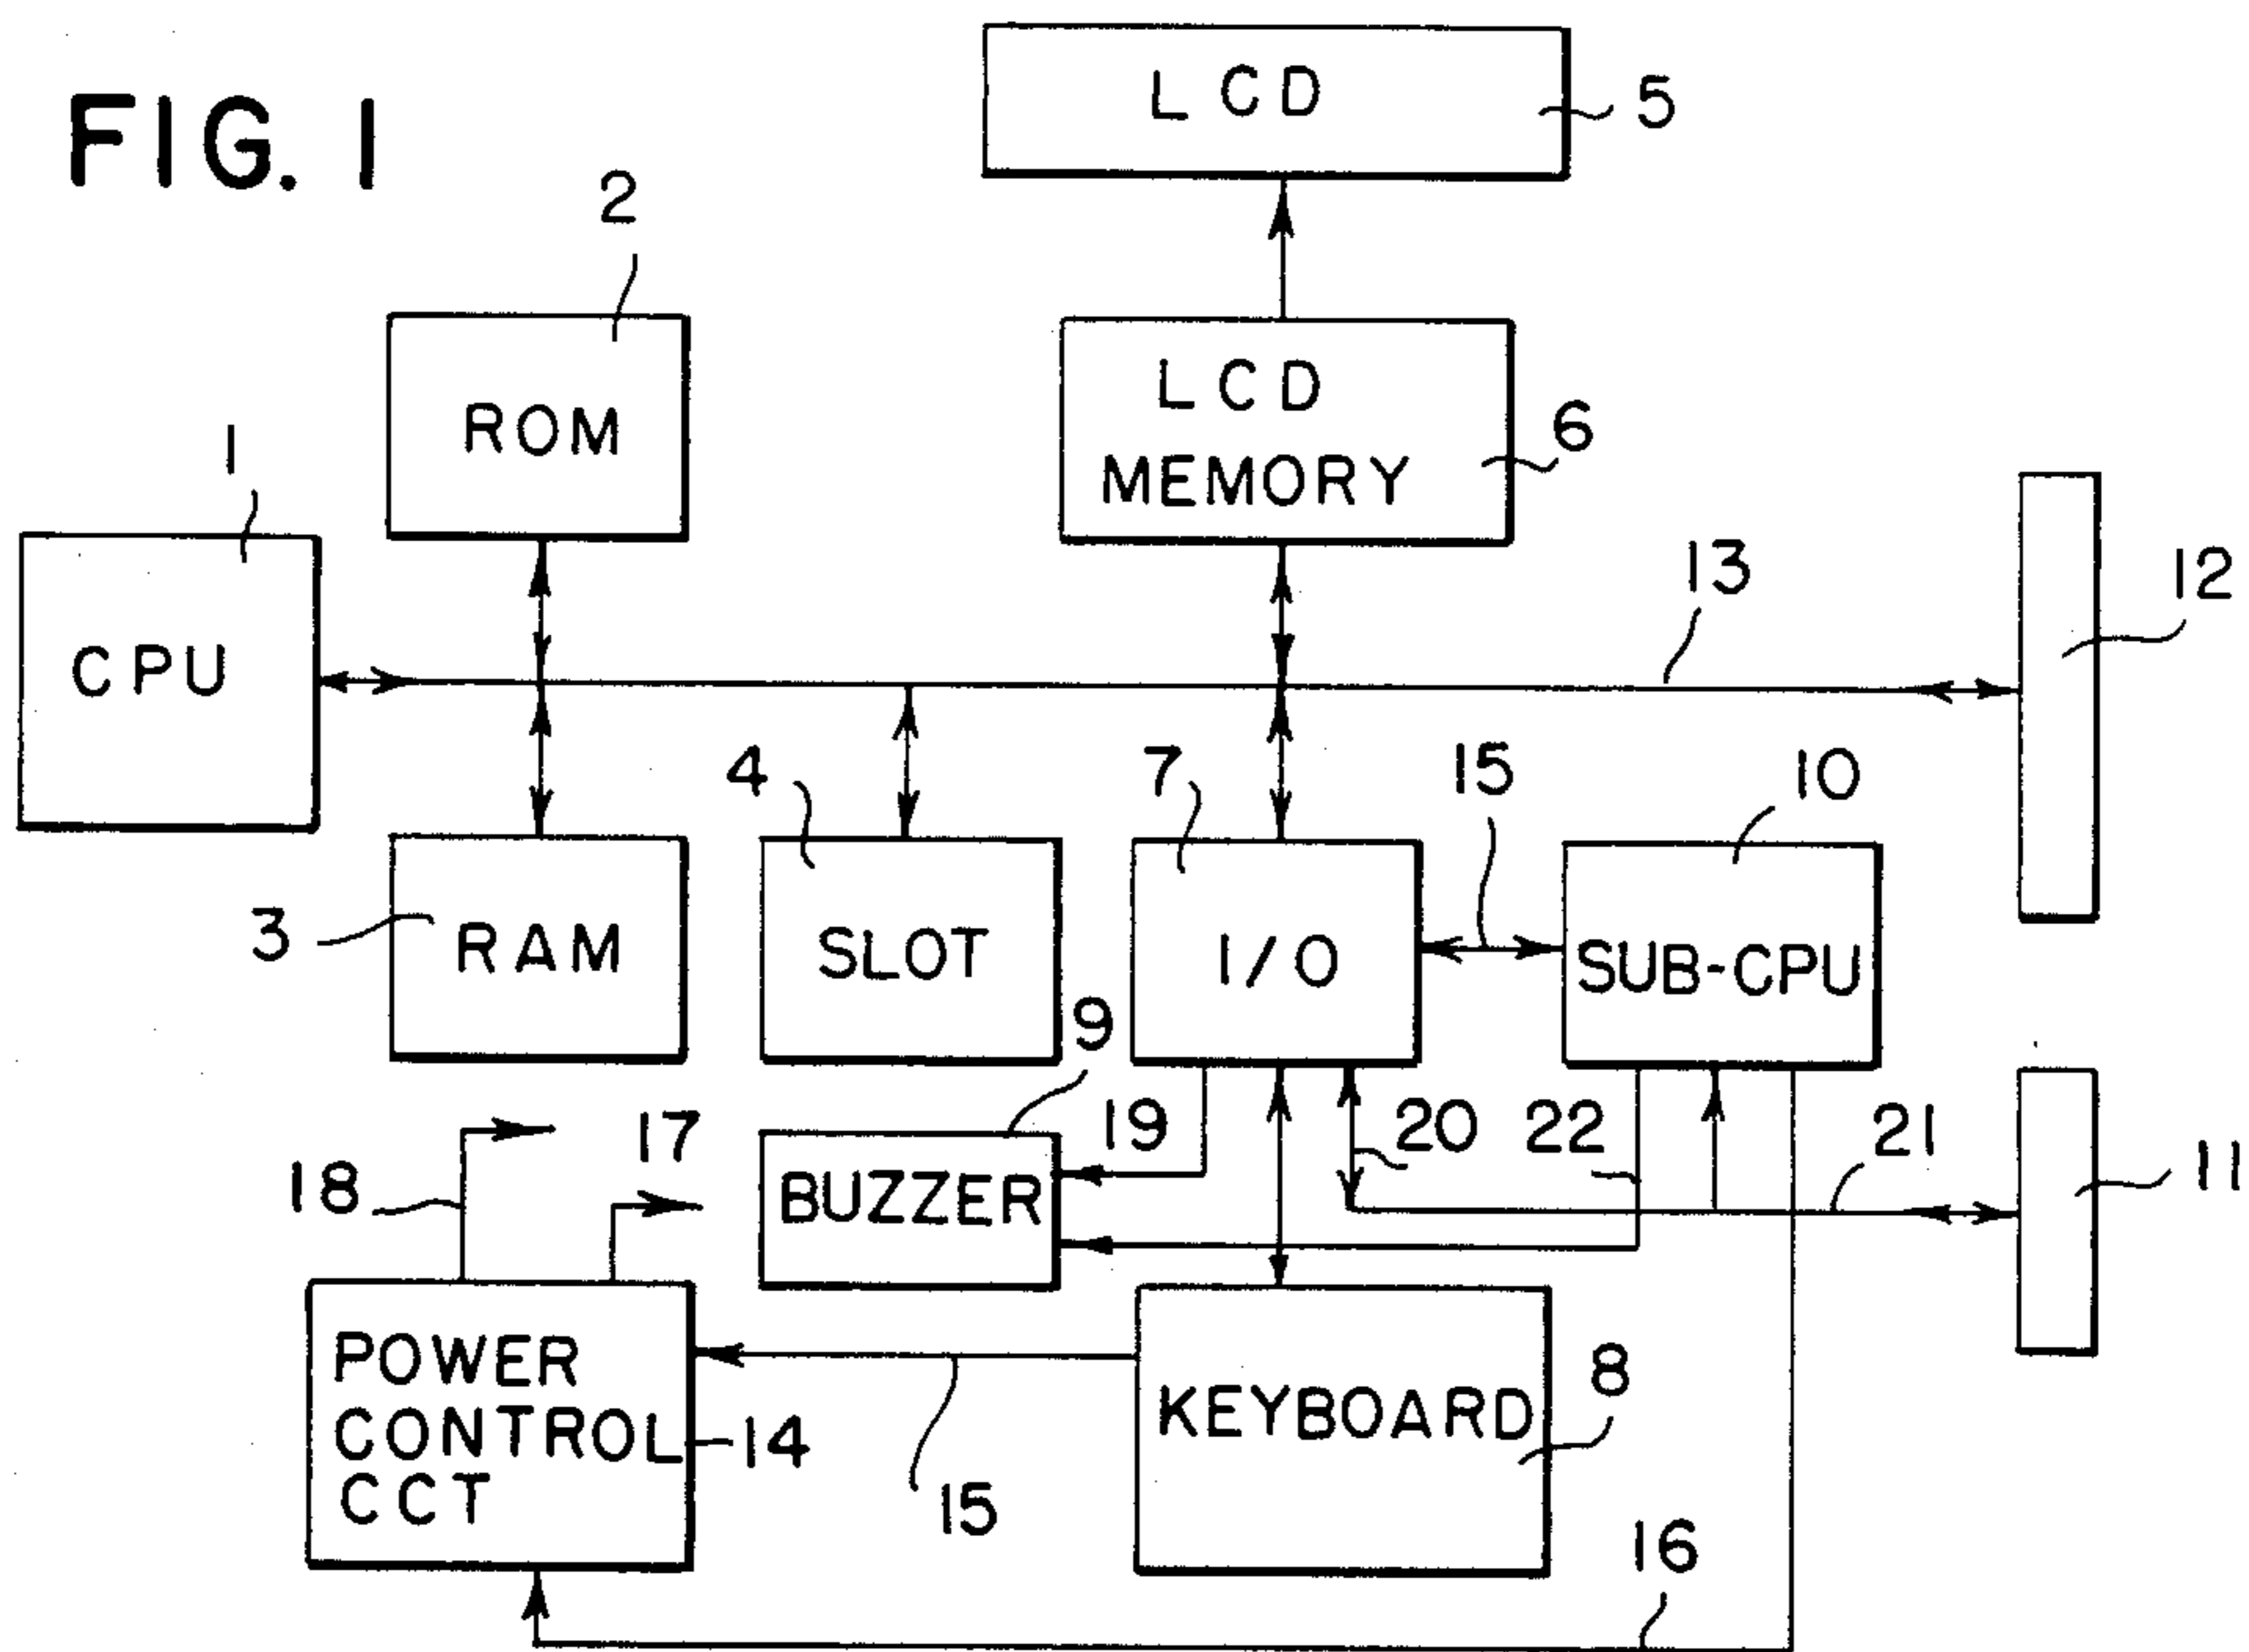 FIG. 1
LCD
5
2
ROM
LCD
MEMORY
6
1
CPU
13
12
4
7
15
10
3
RAM
SLOT
I/O
SUB-CPU
9
19
20
22
21
11
17
18
BUZZER
POWER
CONTROL
CCT
14
15
KEYBOARD
8
16